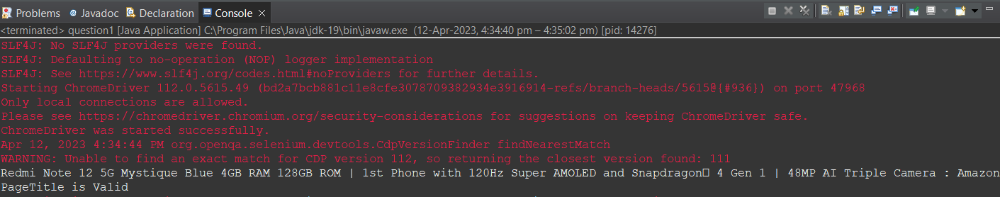 Problems @ Javadoc Declaration Console
<terminated> question1 [Java Application] C:\Program Files\Java\jdk-19\bin\javaw.exe (12-Apr-2023, 4:34:40 pm – 4:35:02 pm) [pid: 14276]
SLF4J: No SLF4J providers were found.
SLF4J: Defaulting to no-operation (NOP) logger implementation
SLF4J: See https://www.slf4j.org/codes.html#noProviders for further details.
Starting ChromeDriver 112.0.5615.49 (bd2a7bcb881c11e8cfe3078709382934e3916914-refs/branch-heads/5615@{#936}) on port 47968
Only local connections are allowed.
Please see https://chromedriver.chromium.org/security-considerations for suggestions on keeping ChromeDriver safe.
ChromeDriver was started successfully.
Apr 12, 2023 4:34:44 PM org.openqa.selenium.devtools.CdpVersionFinder findNearestMatch
WARNING: Unable to find an exact match for CDP version 112, so returning the closest version found: 111
Redmi Note 12 5G Mystique Blue 4GB RAM 128GB ROM | 1st Phone with 120Hz Super AMOLED and Snapdragon 4 Gen 1 | 48MP AI Triple Camera : Amazon
PageTitle is Valid